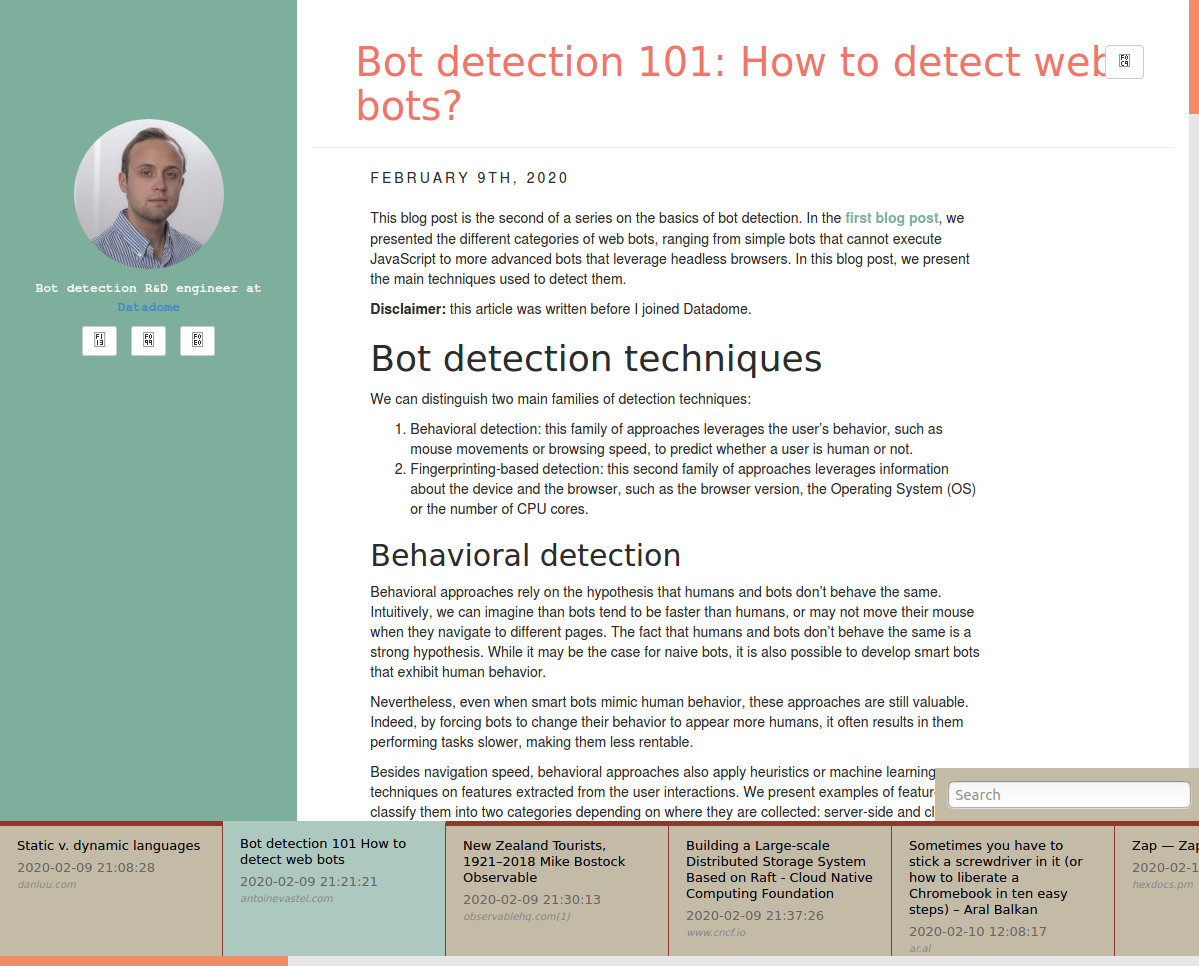 Bot detection 101: How to detect web
bots?
Bot detection R&D engineer at
Datadome
FEBRUARY 9TH, 2020
This blog post is the second of a series on the basics of bot detection. In the first blog post, we
presented the different categories of web bots, ranging from simple bots that cannot execute
JavaScript to more advanced bots that leverage headless browsers. In this blog post, we present
the main techniques used to detect them.
Disclaimer: this article was written before I joined Datadome.
Bot detection techniques
We can distinguish two main families of detection techniques:
1. Behavioral detection: this family of approaches leverages the user's behavior, such as
mouse movements or browsing speed, to predict whether a user is human or not.
2. Fingerprinting-based detection: this second family of approaches leverages information
about the device and the browser, such as the browser version, the Operating System (OS)
or the number of CPU cores.
Behavioral detection
Behavioral approaches rely on the hypothesis that humans and bots don't behave the same.
Intuitively, we can imagine than bots tend to be faster than humans, or may not move their mouse
when they navigate to different pages. The fact that humans and bots don't behave the same is a
strong hypothesis. While it may be the case for naive bots, it is also possible to develop smart bots
that exhibit human behavior.
Nevertheless, even when smart bots mimic human behavior, these approaches are still valuable.
Indeed, by forcing bots to change their behavior to appear more humans, it often results in them
performing tasks slower, making them less rentable.
Besides navigation speed, behavioral approaches also apply heuristics or machine learning
techniques on features extracted from the user interactions. We present examples of
classify them into two categories depending on where they are collected: server-side and
Search
Static v. dynamic languages
2020-02-09 21:08:28
danluu.com
Bot detection 101 How to
detect web bots
2020-02-09 21:21:21
antoinevastel.com
New Zealand Tourists,
1921–2018 Mike Bostock
Observable
2020-02-09 21:30:13
observablehq.com(1)
Building a Large-scale
Distributed Storage System
Based on Raft - Cloud Native
Computing Foundation
2020-02-09 21:37:26
www.cncf.io
Sometimes you have to
stick a screwdriver in it (or
how to liberate a
Chromebook in ten easy
steps) – Aral Balkan
2020-02-10 12:08:17
ar.al
Zap —
hexdocs.pm